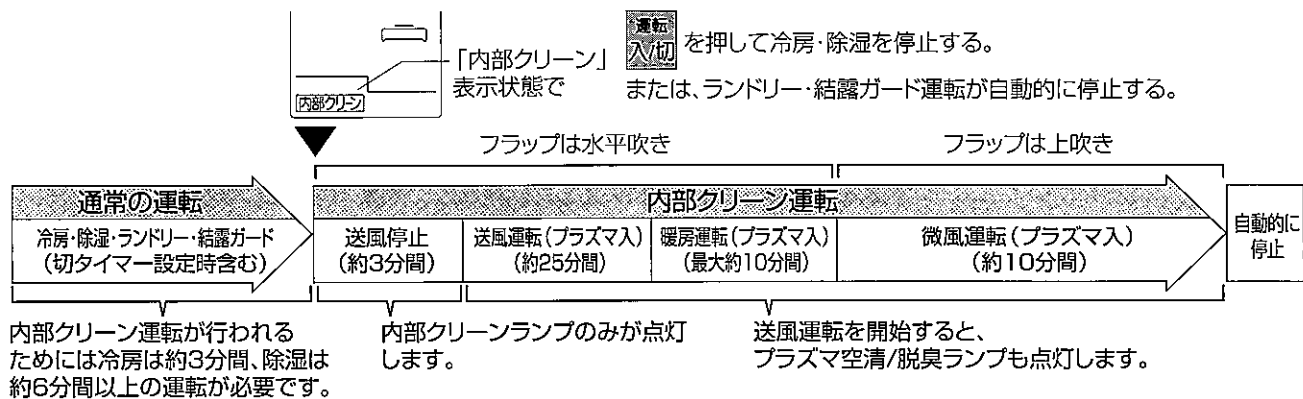 「内部クリーン」
表示状態で
内部クリーン
運転
入/切
を押して冷房・除湿を停止する。
または、ランドリー・結露ガード運転が自動的に停止する。
フラップは水平吹き
フラップは上吹き
通常の運転
内部クリーン運転
冷房・除湿・ランドリー・結露ガード
(切タイマー設定時含む)
送風停止
(約3分間)
送風運転(プラズマ入)
(約25分間)
暖房運転(プラズマ入)
(最大約10分間)
微風運転(プラズマ入)
(約10分間)
自動的に
停止
内部クリーン運転が行われる
ためには冷房は約3分間、除湿は
約6分間以上の運転が必要です。
内部クリーンランプのみが点灯
します。
送風運転を開始すると、
プラズマ空清/脱臭ランプも点灯します。